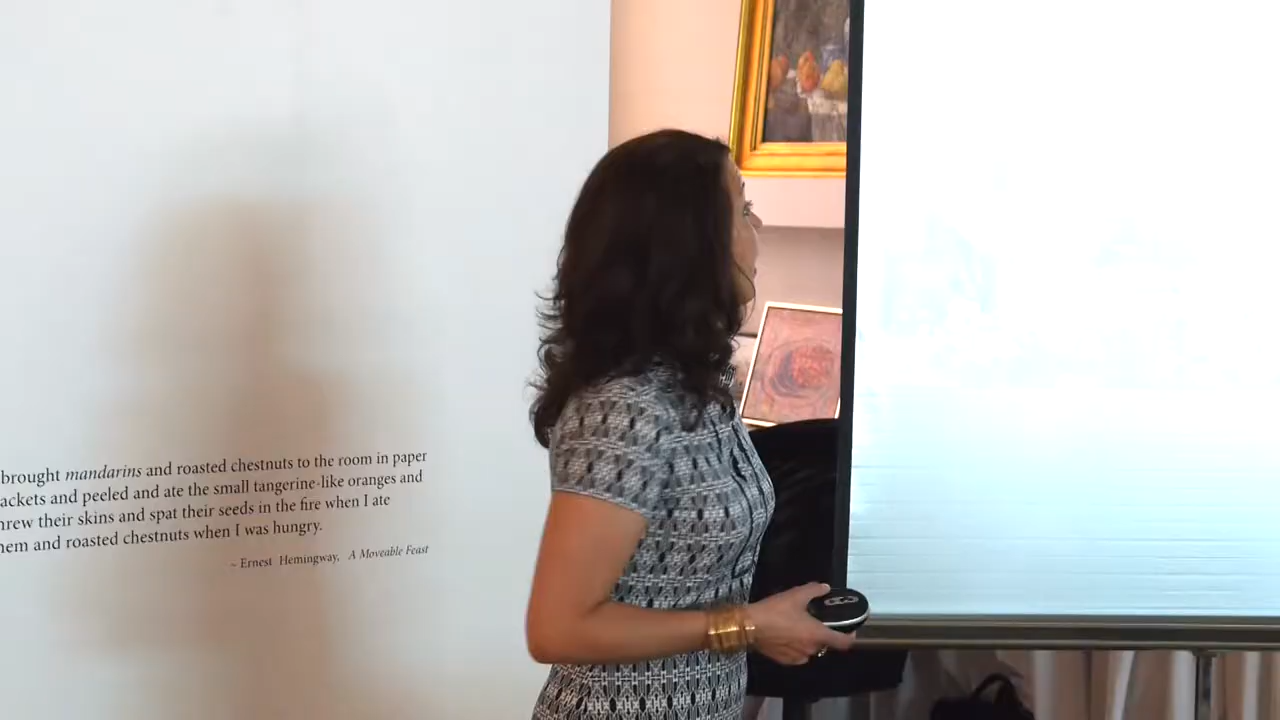 brought mandarins and roasted chestnuts to the room in paper
ackets and peeled and ate the small tangerine-like oranges and
hrew their skins and spat their seeds in the fire when I ate
hem and roasted chestnuts when I was hungry.
~ Ernest Hemingway, A Moveable Feast